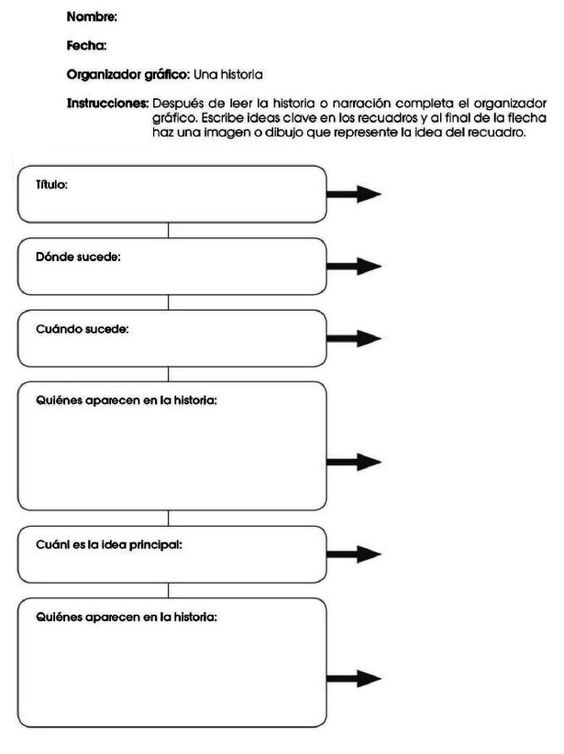 Nombre:
Fecha:
Organizador gráfico: Una historia
Instrucciones: Después de leer la historia o narración completa el organizador
gráfico. Escribe ideas clave en los recuadros y al final de la flecha
haz una imagen o dibujo que represente la idea del recuadro.
Título:
Dónde sucede:
Cuándo sucede:
Quiénes aparecen en la historia:
Cuánl es la idea principal:
Quiénes aparecen en la historia: